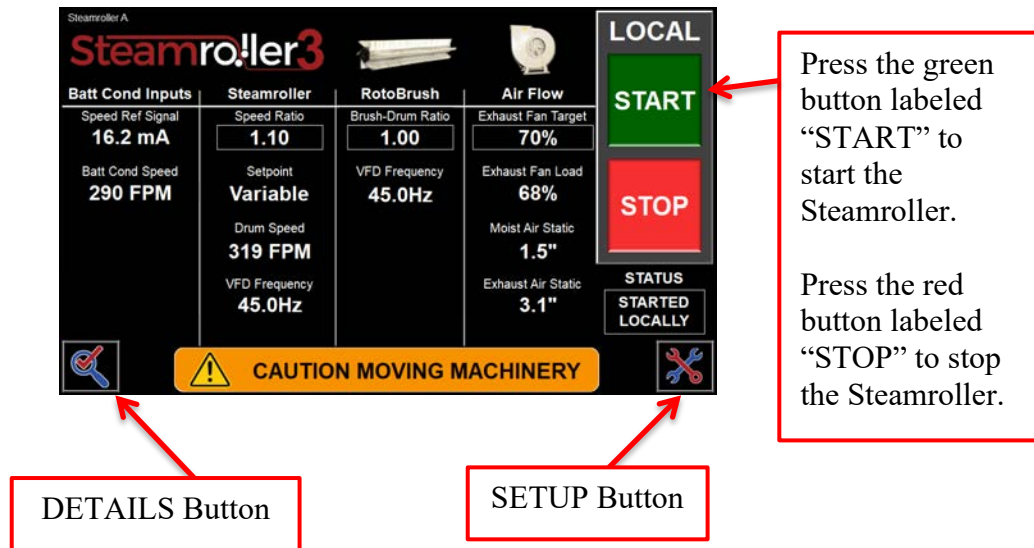 Steamroller A
Steamroller3
LOCAL
START
STOP
STATUS
STARTED
LOCALLY
Batt Cond Inputs
Speed Ref Signal
16.2 mA
Batt Cond Speed
290 FPM
Steamroller
Speed Ratio
1.10
Setpoint
Variable
Drum Speed
319 FPM
VFD Frequency
45.0Hz
RotoBrush
Brush-Drum Ratio
1.00
VFD Frequency
45.0Hz
Air Flow
Exhaust Fan Target
70%
Exhaust Fan Load
68%
Moist Air Static
1.5"
Exhaust Air Static
3.1"
CAUTION MOVING MACHINERY
Press the green
button labeled
“START” to
start the
Steamroller.
Press the red
button labeled
“STOP” to stop
the Steamroller.
DETAILS Button
SETUP Button